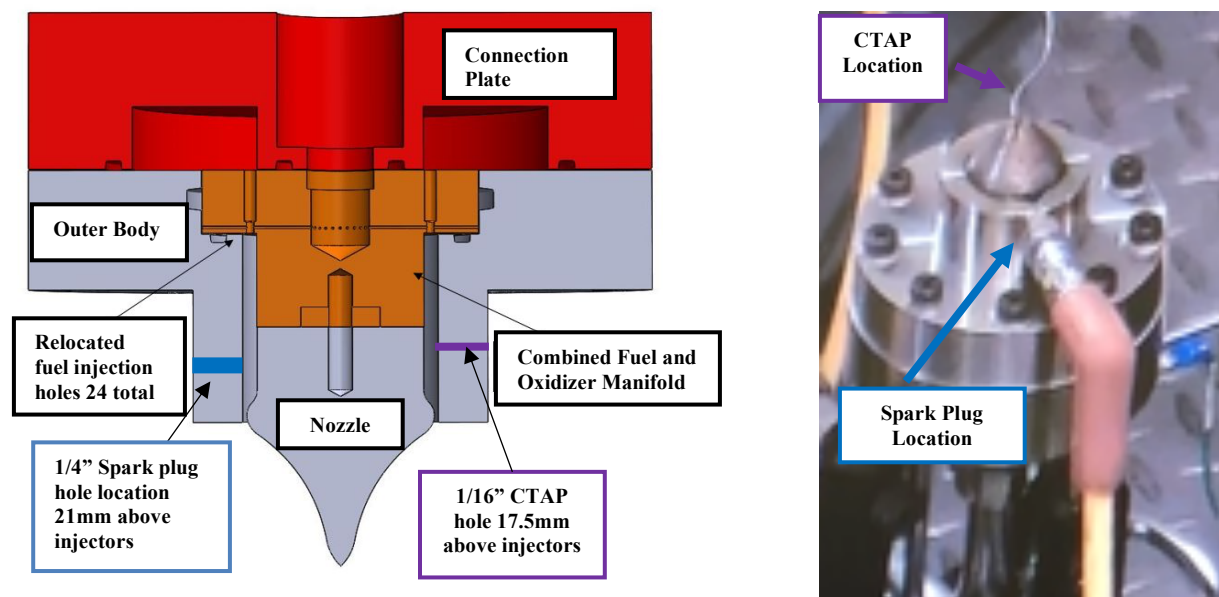 Connection
Plate
Outer Body
Relocated
fuel injection
holes 24 total
Combined Fuel and
Oxidizer Manifold
Nozzle
1/4” Spark plug
hole location
21mm above
injectors
1/16” CTAP
hole 17.5mm
above injectors
CTAP
Location
Spark Plug
Location